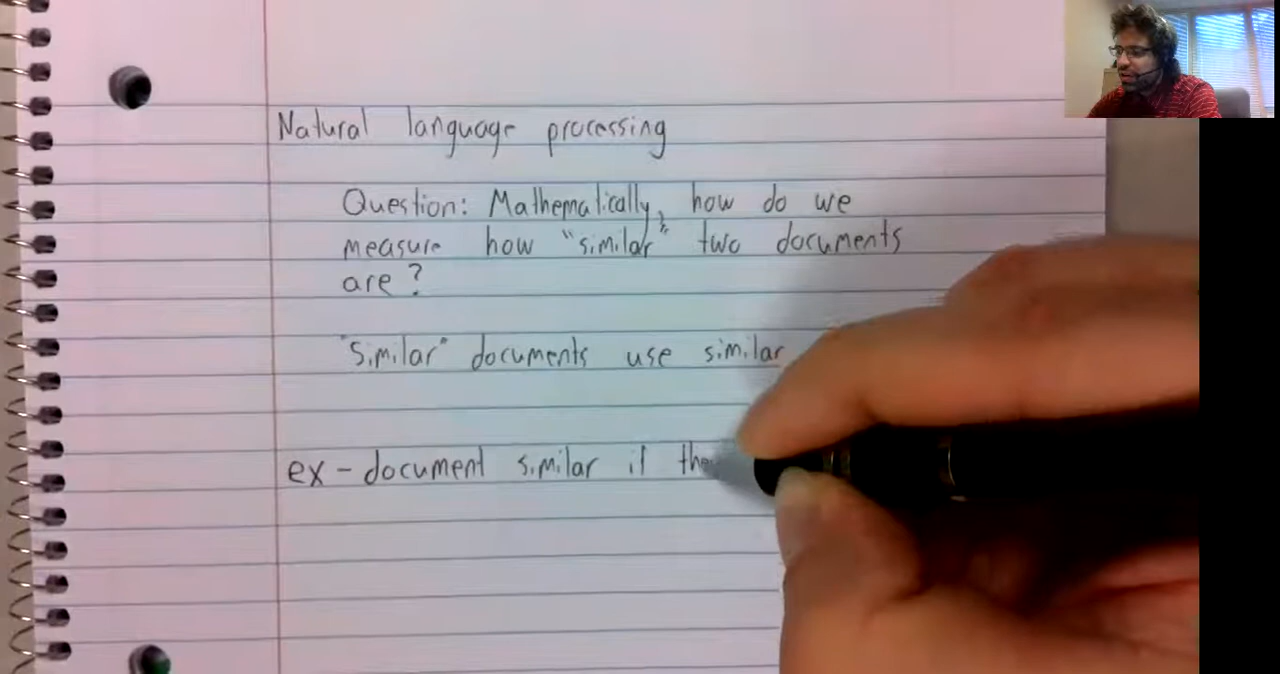 Natural language processing
Question: Mathematically, how do we
measure how "similar" two documents
are?
"similar" documents use similar
ex - document similar if the